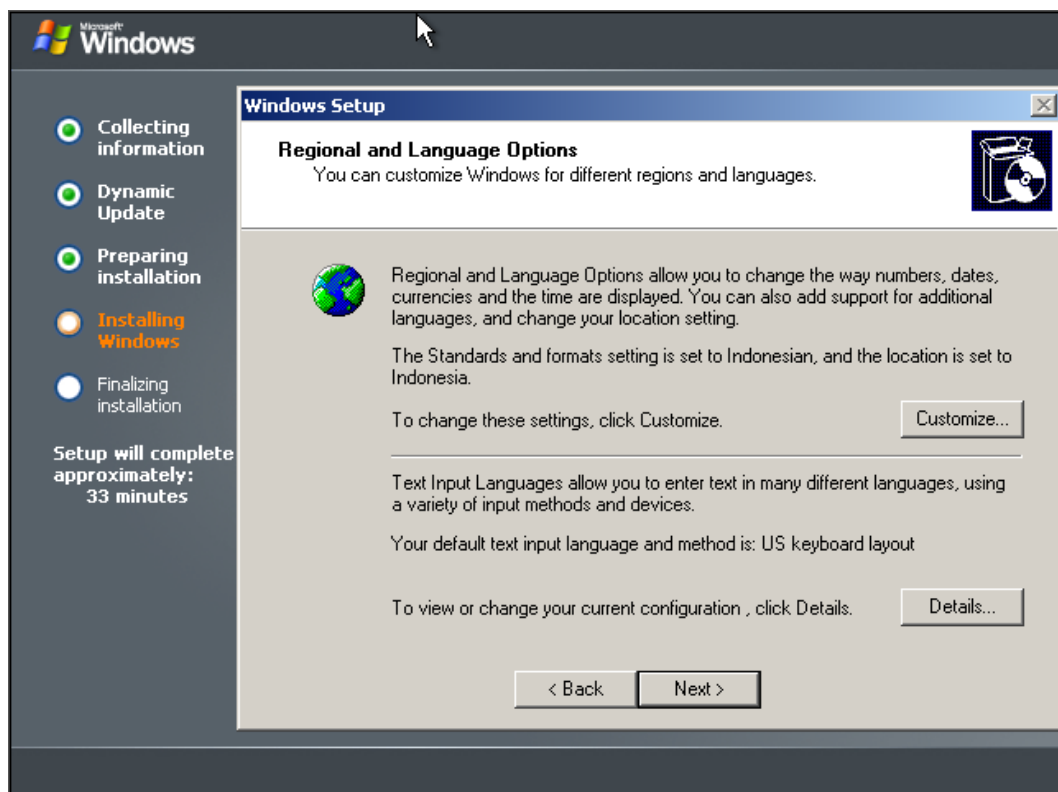 Microsoft
Windows
Collecting
information
Dynamic
Update
Preparing
installation
Installing
Windows
Finalizing
installation
Setup will complete
approximately:
33 minutes
Windows Setup
Regional and Language Options
You can customize Windows for different regions and languages.
Regional and Language Options allow you to change the way numbers, dates,
currencies and the time are displayed. You can also add support for additional
languages, and change your location setting.
The Standards and formats setting is set to Indonesian, and the location is set to
Indonesia.
To change these settings, click Customize.
Customize...
Text Input Languages allow you to enter text in many different languages, using
a variety of input methods and devices.
Your default text input language and method is: US keyboard layout
To view or change your current configuration , click Details.
Details...
< Back
Next >